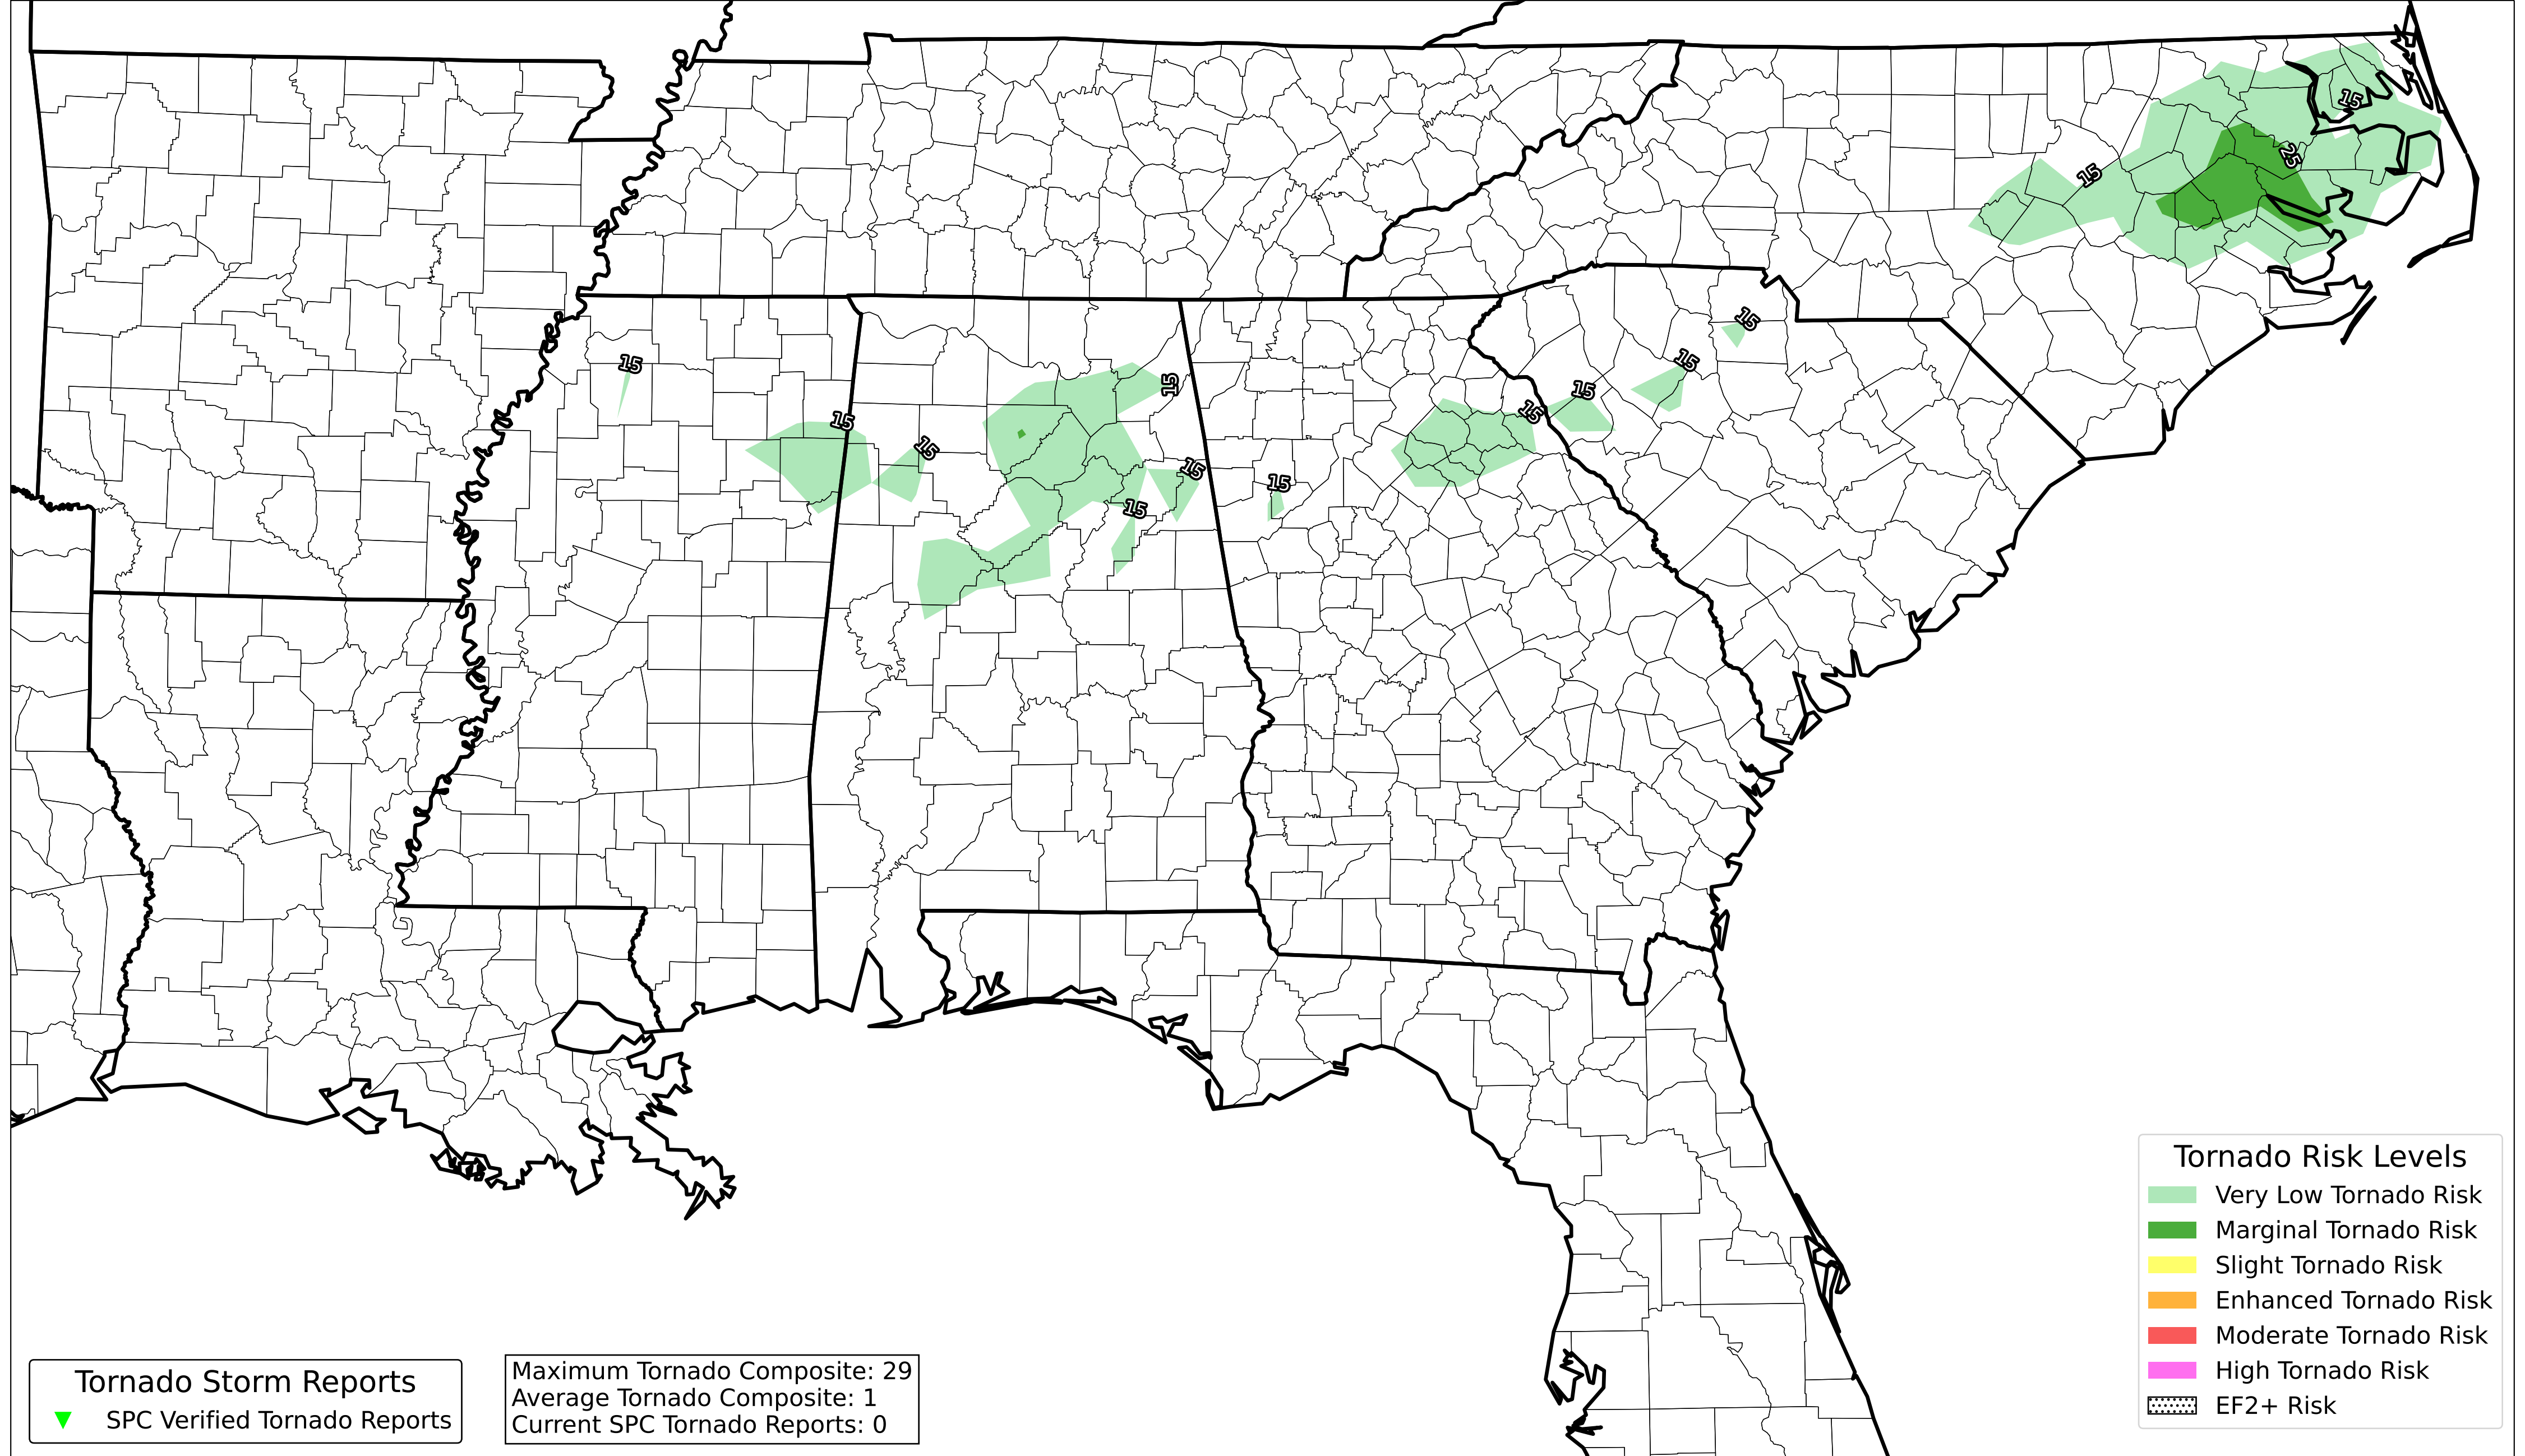 15
25
15
15
15
15
15
15
15
15
15
15
15
15
Tornado Risk Levels
Very Low Tornado Risk
Marginal Tornado Risk
Slight Tornado Risk
Enhanced Tornado Risk
Moderate Tornado Risk
High Tornado Risk
EF2+ Risk
Tornado Storm Reports
SPC Verified Tornado Reports
Maximum Tornado Composite: 29
Average Tornado Composite: 1
Current SPC Tornado Reports: 0